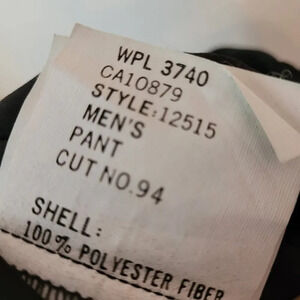 WPL 3740
CA10879
STYLE:12515
MEN'S
PANT
CUT NO.94
SHELL:
100% POLYESTER FIBER